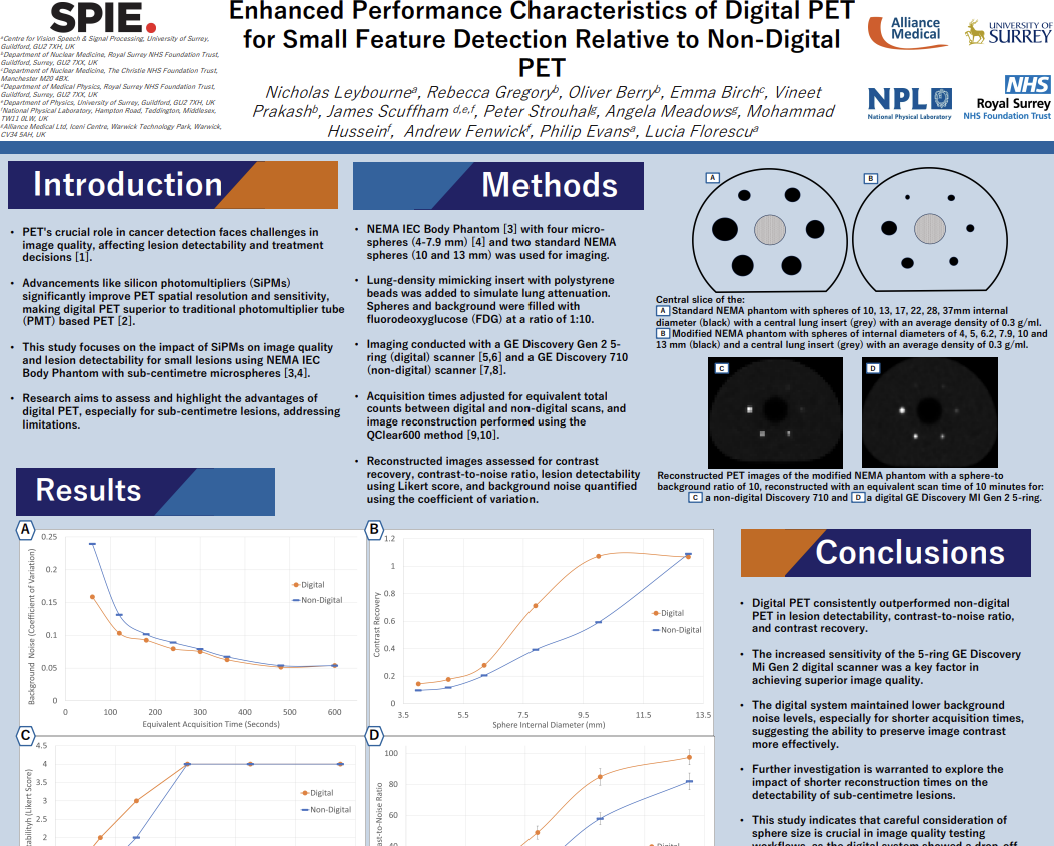 SPIE.
Enhanced Performance Characteristics of Digital PET
for Small Feature Detection Relative to Non-Digital
PET
Nicholas Leybourneᵃ, Rebecca Gregoryᵇ, Oliver Berryᵇ, Emma Birchᶜ, Vineet
Prakashᵇ, James Scuffham ᵈ,ᵉ,ᶠ, Peter Strouhalᵍ, Angela Meadowsᵍ, Mohammad
Husseinᶠ, Andrew Fenwickᶠ, Philip Evansᵃ, Lucia Florescuᵃ
ᵃCentre for Vision Speech & Signal Processing, University of Surrey,
Guildford, GU2 7XH, UK
ᵇDepartment of Nuclear Medicine, Royal Surrey NHS Foundation Trust,
Guildford, Surrey, GU2 7XX, UK
ᶜDepartment of Nuclear Medicine, The Christie NHS Foundation Trust,
Manchester M20 4BX.
ᵈDepartment of Medical Physics, Royal Surrey NHS Foundation Trust,
Guildford, Surrey, GU2 7XX, UK
Department of Physics, University of Surrey, Guildford, GU2 7XH, UK
National Physical Laboratory, Hampton Road, Teddington, Middlesex,
TW11 0LW, UK
Alliance Medical Ltd, Iceni Centre, Warwick Technology Park, Warwick,
CV34 5AH, UK
Alliance
Medical
UNIVERSITY OF
SURREY
NPL
National Physical Laboratory
NHS
Royal Surrey
NHS Foundation Trust
Introduction
• PET's crucial role in cancer detection faces challenges in
image quality, affecting lesion detectability and treatment
decisions [1].
• Advancements like silicon photomultipliers (SiPMs)
significantly improve PET spatial resolution and sensitivity,
making digital PET superior to traditional photomultiplier tube
(PMT) based PET [2].
• This study focuses on the impact of SiPMs on image quality
and lesion detectability for small lesions using NEMA IEC
Body Phantom with sub-centimetre microspheres [3,4].
• Research aims to assess and highlight the advantages of
digital PET, especially for sub-centimetre lesions, addressing
limitations.
Methods
• NEMA IEC Body Phantom [3] with four micro-
spheres (4-7.9 mm) [4] and two standard NEMA
spheres (10 and 13 mm) was used for imaging.
• Lung-density mimicking insert with polystyrene
beads was added to simulate lung attenuation.
Spheres and background were filled with
fluorodeoxyglucose (FDG) at a ratio of 1:10.
• Imaging conducted with a GE Discovery Gen 2 5-
ring (digital) scanner [5,6] and a GE Discovery 710
(non-digital) scanner [7,8].
• Acquisition times adjusted for equivalent total
counts between digital and non-digital scans, and
image reconstruction performed using the
QClear600 method [9,10].
• Reconstructed images assessed for contrast
recovery, contrast-to-noise ratio, lesion detectability
using Likert score, and background noise quantified
using the coefficient of variation.
A
B
Central slice of the:
A Standard NEMA phantom with spheres of 10, 13, 17, 22, 28, 37mm internal
diameter (black) with a central lung insert (grey) with an average density of 0.3 g/ml.
B Modified NEMA phantom with spheres of internal diameters of 4, 5, 6.2, 7.9, 10 and
13 mm (black) and a central lung insert (grey) with an average density of 0.3 g/ml.
C
D
Reconstructed PET images of the modified NEMA phantom with a sphere-to
background ratio of 10, reconstructed with an equivalent scan time of 10 minutes for:
C a non-digital Discovery 710 and D a digital GE Discovery MI Gen 2 5-ring.
Results
A
Background Noise (Coefficient of Variation)
0.25
0.2
0.15
0.1
0.05
0
0 100 200 300 400 500 600
Equivalent Acquisition Time (Seconds)
Digital
Non-Digital
B
Contrast Recovery
1.2
1
0.8
0.6
0.4
0.2
0
3.5 5.5 7.5 9.5 11.5 13.5
Sphere Internal Diameter (mm)
Digital
Non-Digital
C
(Likert Score)
4.5
4
3.5
3
2.5
2
Digital
Non-Digital
D
-to-Noise Ratio
100
80
60
Conclusions
• Digital PET consistently outperformed non-digital
PET in lesion detectability, contrast-to-noise ratio,
and contrast recovery.
• The increased sensitivity of the 5-ring GE Discovery
Mi Gen 2 digital scanner was a key factor in
achieving superior image quality.
• The digital system maintained lower background
noise levels, especially for shorter acquisition times,
suggesting the ability to preserve image contrast
more effectively.
• Further investigation is warranted to explore the
impact of shorter reconstruction times on the
detectability of sub-centimetre lesions.
• This study indicates that careful consideration of
sphere size is crucial in image quality testing
workflows, as the digital system showed a drop-off